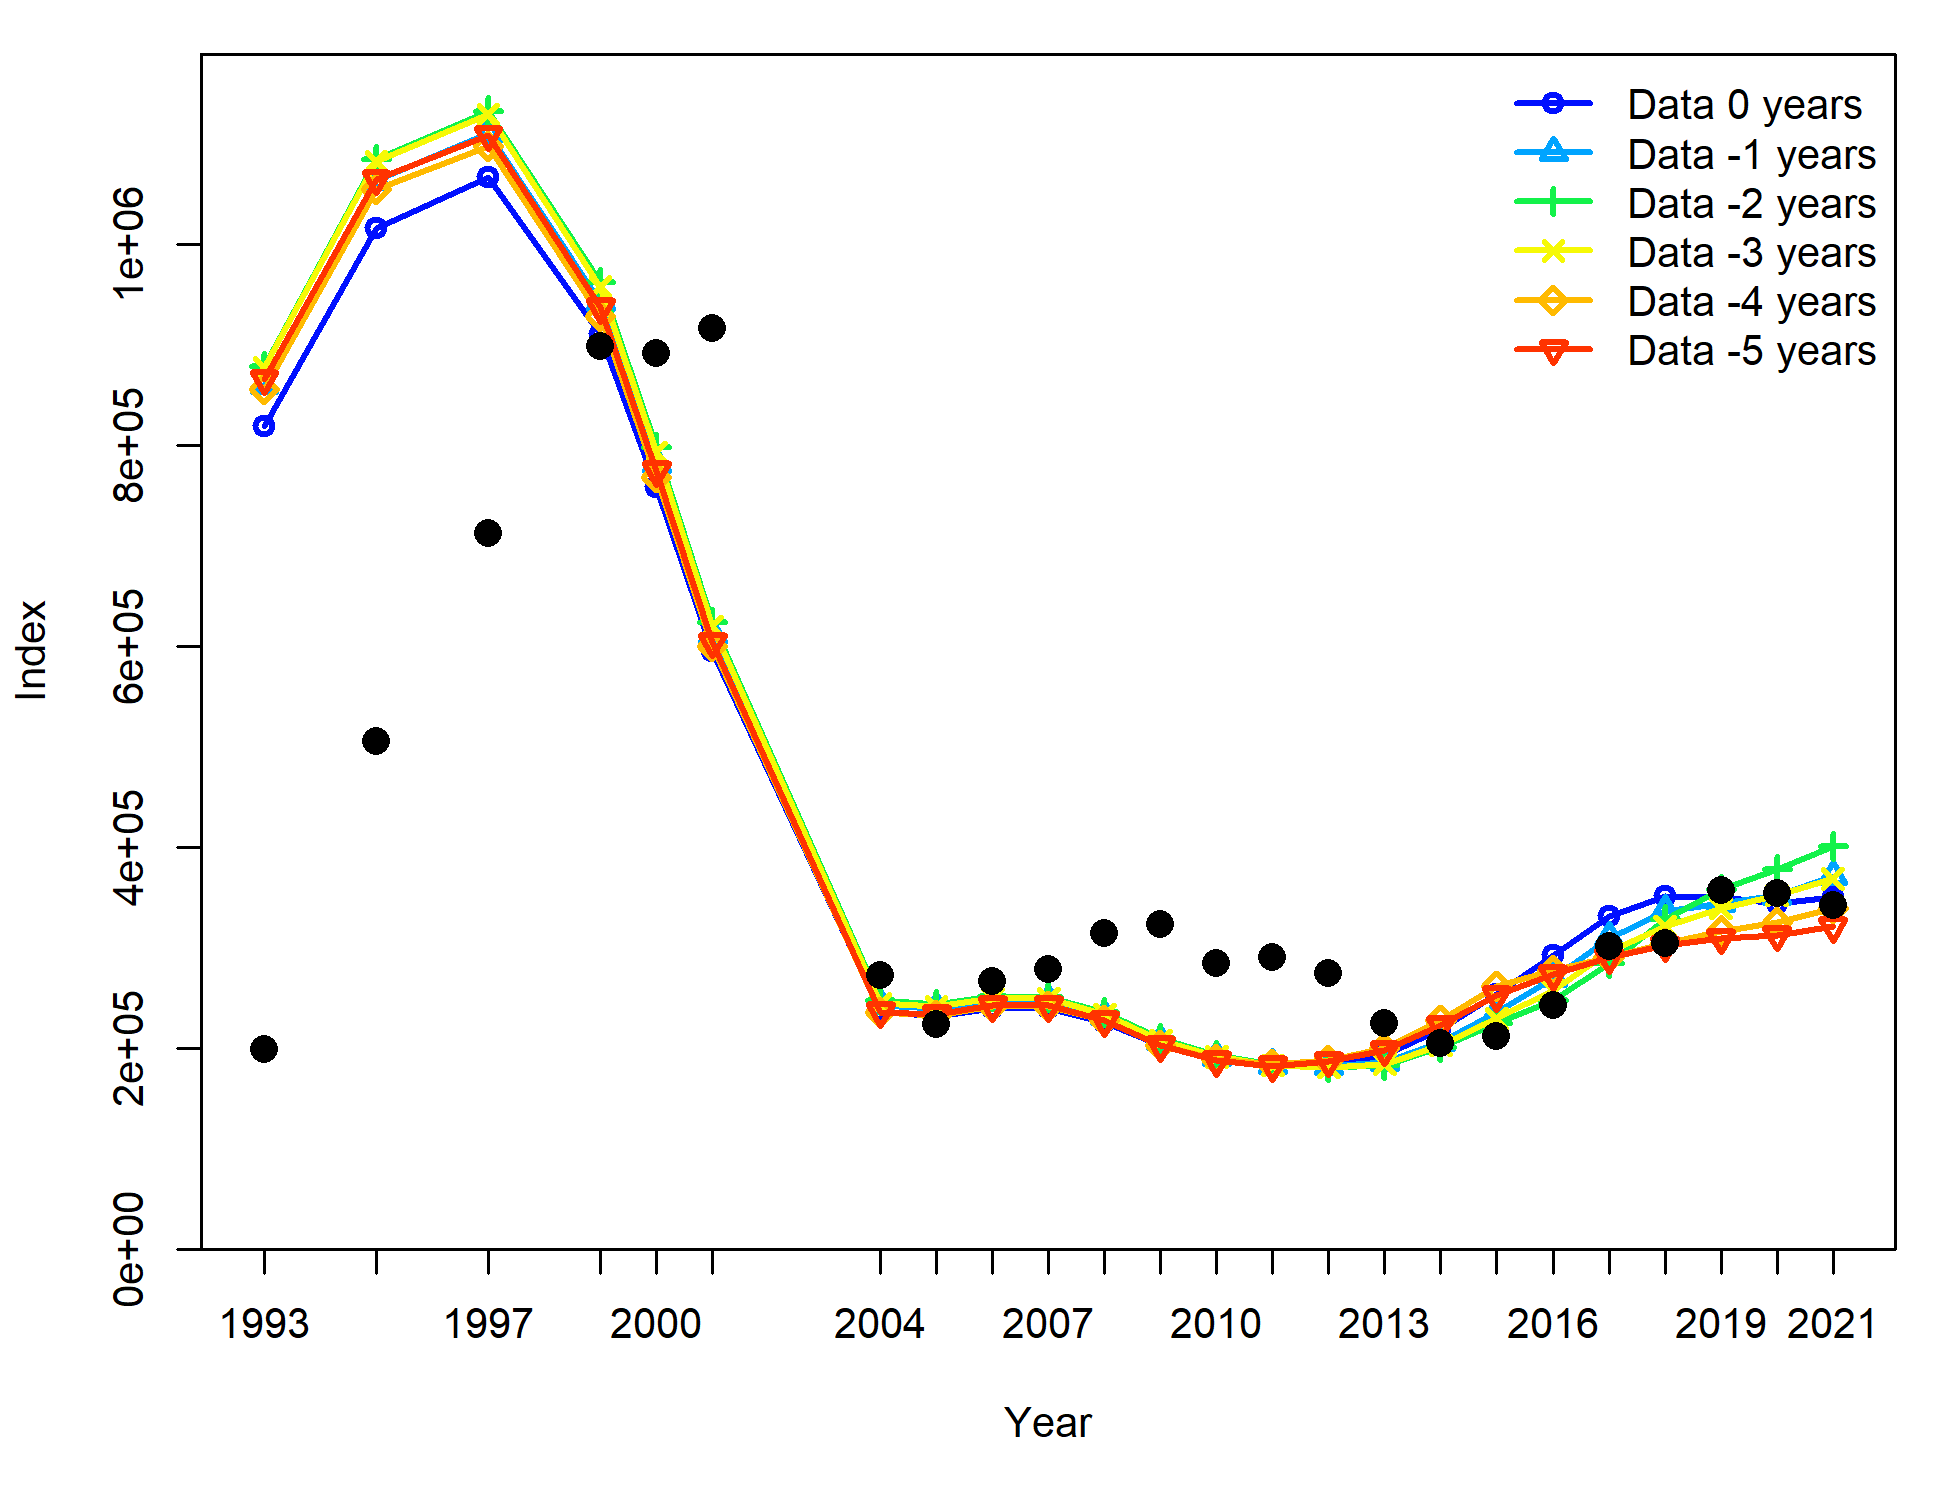 Data 0 years
Data -1 years
Data -2 years
Data -3 years
Data -4 years
Data -5 years
1e+06
8e+05
6e+05
4e+05
2e+05
0e+00
Index
1993 1997 2000 2004 2007 2010 2013 2016 2019 2021
Year